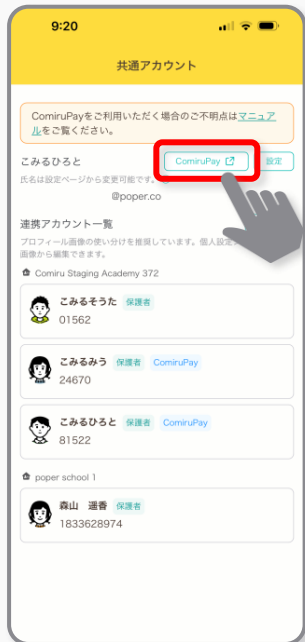 9:20
共通アカウント
ComiruPayをご利用いただく場合のご不明点はマニュア
ルをご覧ください。
こみるひろと
ComiruPay
設定
氏名は設定ページから変更可能です。
@poper.co
連携アカウント一覧
プロフィール画像の使い分けを推奨しています。個人設定
画像から編集できます。
Comiru Staging Academy 372
こみるそうた 保護者
01562
こみるみう 保護者 ComiruPay
24670
こみるひろと 保護者 ComiruPay
81522
poper school 1
森山 遥香 保護者
1833628974